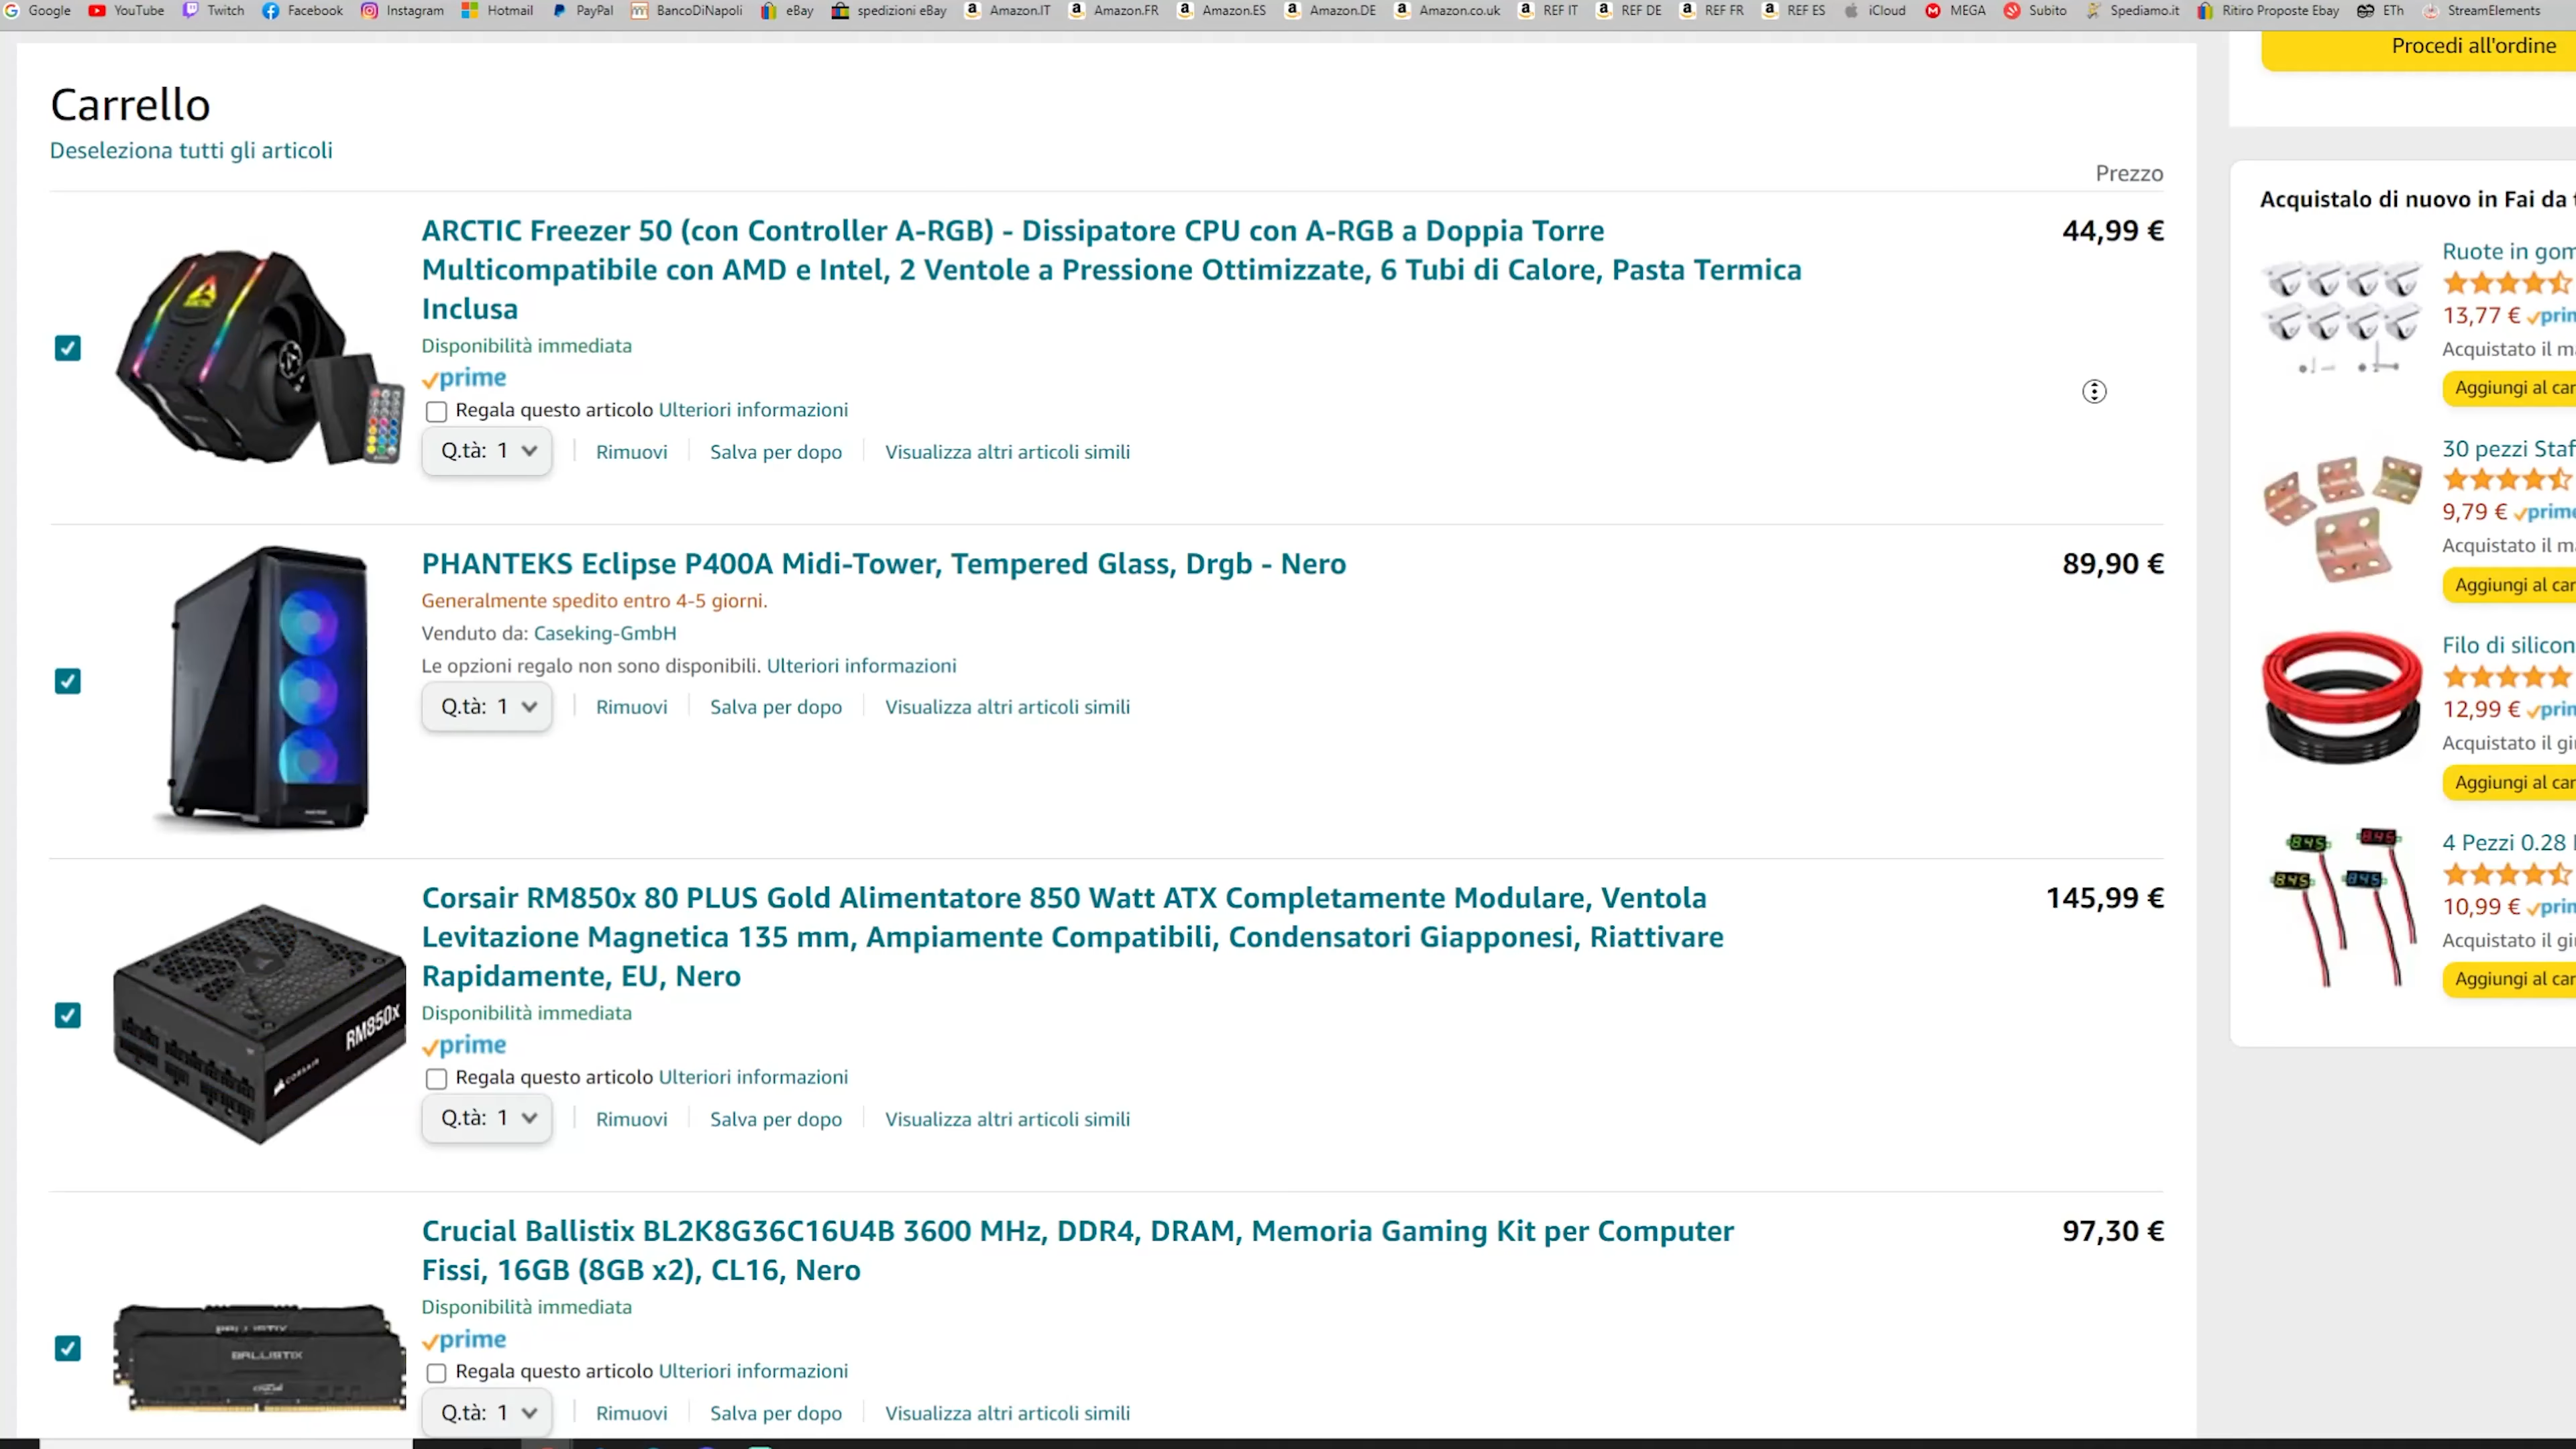 Google YouTube Twitch Facebook Instagram Hotmail PayPal BancoDiNapoli eBay spedizioni eBay Amazon.IT Amazon.FR Amazon.ES Amazon.DE Amazon.co.uk REF IT REF DE REF FR REF ES iCloud MEGA Subito Spediamo.it Ritiro Proposte Ebay ETh StreamElements
Procedi all'ordine
Carrello
Deseleziona tutti gli articoli
Prezzo
ARCTIC Freezer 50 (con Controller A-RGB) - Dissipatore CPU con A-RGB a Doppia Torre
44,99 €
Multicompatibile con AMD e Intel, 2 Ventole a Pressione Ottimizzate, 6 Tubi di Calore, Pasta Termica
Inclusa
Disponibilità immediata
prime
Regala questo articolo Ulteriori informazioni
Q.tà: 1 Rimuovi Salva per dopo Visualizza altri articoli simili
PHANTEKS Eclipse P400A Midi-Tower, Tempered Glass, Drgb - Nero
89,90 €
Generalmente spedito entro 4-5 giorni.
Venduto da: Caseking-GmbH
Le opzioni regalo non sono disponibili. Ulteriori informazioni
Q.tà: 1 Rimuovi Salva per dopo Visualizza altri articoli simili
Corsair RM850x 80 PLUS Gold Alimentatore 850 Watt ATX Completamente Modulare, Ventola
145,99 €
Levitazione Magnetica 135 mm, Ampiamente Compatibili, Condensatori Giapponesi, Riattivare
Rapidamente, EU, Nero
RM850x
CORSAIR
Disponibilità immediata
prime
Regala questo articolo Ulteriori informazioni
Q.tà: 1 Rimuovi Salva per dopo Visualizza altri articoli simili
Crucial Ballistix BL2K8G36C16U4B 3600 MHz, DDR4, DRAM, Memoria Gaming Kit per Computer
97,30 €
Fissi, 16GB (8GB x2), CL16, Nero
BALLISTIX
BALLISTIX
crucial
Disponibilità immediata
prime
Regala questo articolo Ulteriori informazioni
Q.tà: 1 Rimuovi Salva per dopo Visualizza altri articoli simili
Acquistalo di nuovo in Fai da
Ruote in gom
13,77 € prin
Acquistato il m
Aggiungi al car
30 pezzi Staf
9,79 € prime
Acquistato il m
Aggiungi al car
Filo di silicon
12,99 € prin
Acquistato il gi
Aggiungi al car
4 Pezzi 0.28
845 845
845 845
10,99 € prin
Acquistato il gi
Aggiungi al car